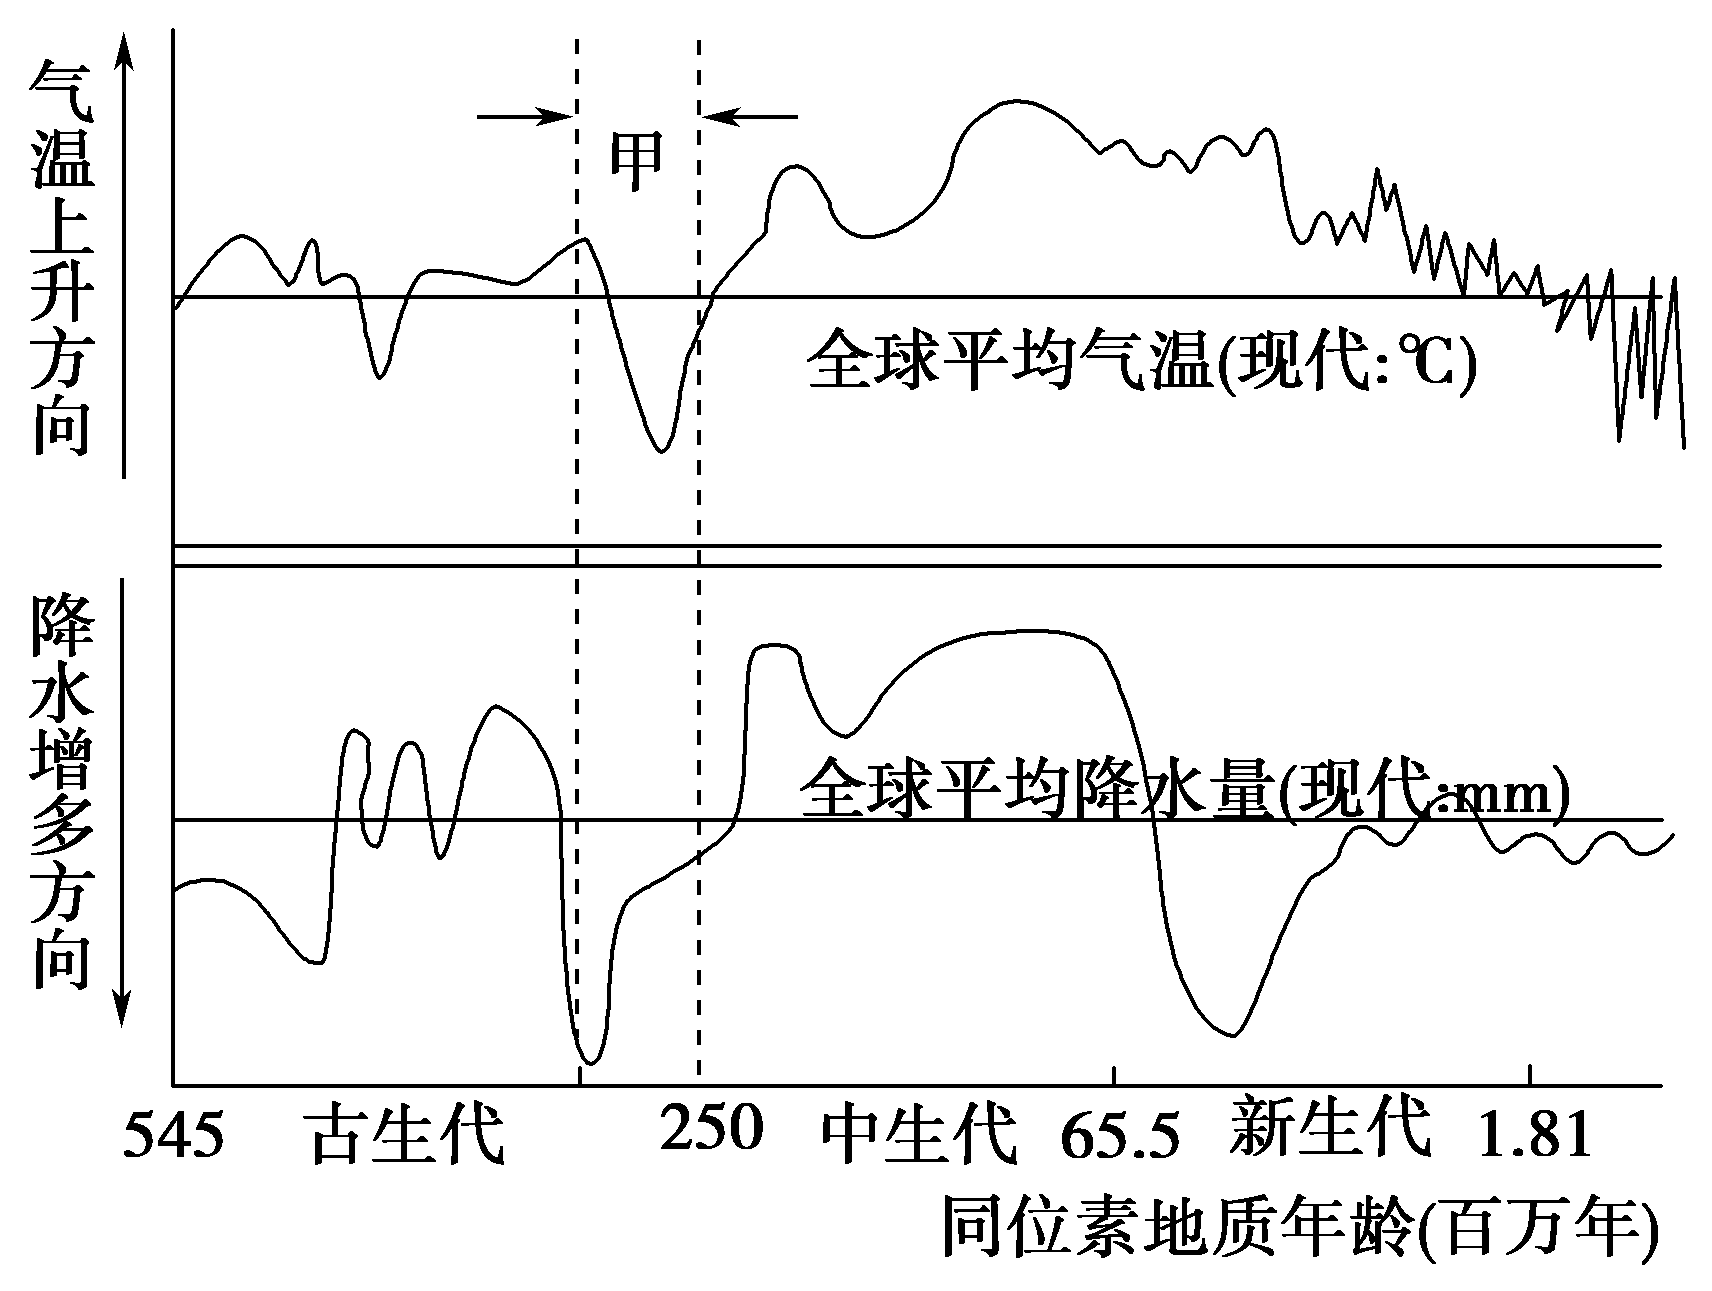 气温上升方向
甲
全球平均气温(现代:℃)
降水增多方向
全球平均降水量(现代:mm)
545 古生代 250 中生代 65.5 新生代 1.81
同位素地质年龄(百万年)